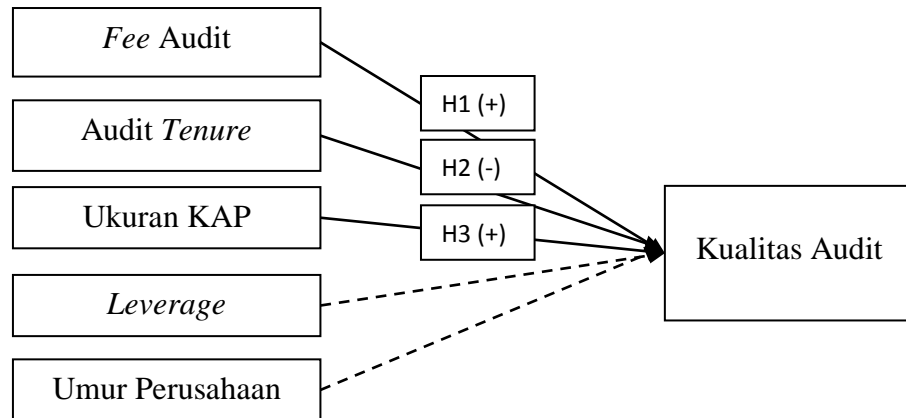 Fee Audit
H1 (+)
Audit Tenure
H2 (-)
Ukuran KAP
H3 (+)
Kualitas Audit
Leverage
Umur Perusahaan